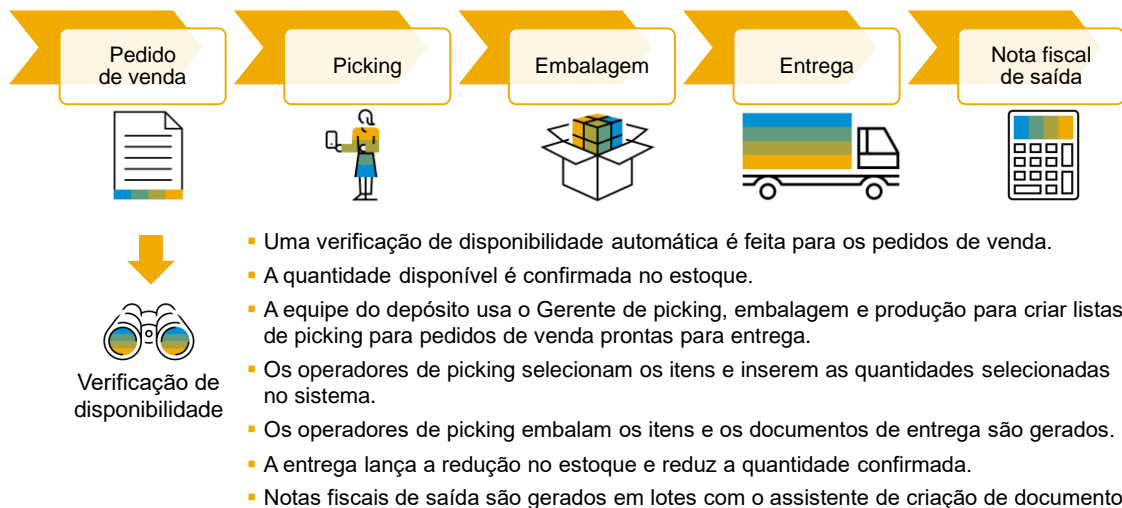 Pedido
de venda
Picking
Embalagem
Entrega
Nota fiscal
de saída
Verificação de
disponibilidade
▪ Uma verificação de disponibilidade automática é feita para os pedidos de venda.
▪ A quantidade disponível é confirmada no estoque.
▪ A equipe do depósito usa o Gerente de picking, embalagem e produção para criar listas
de picking para pedidos de venda prontas para entrega.
▪ Os operadores de picking selecionam os itens e inserem as quantidades selecionadas
no sistema.
▪ Os operadores de picking embalam os itens e os documentos de entrega são gerados.
▪ A entrega lança a redução no estoque e reduz a quantidade confirmada.
▪ Notas fiscais de saída são gerados em lotes com o assistente de criação de documento